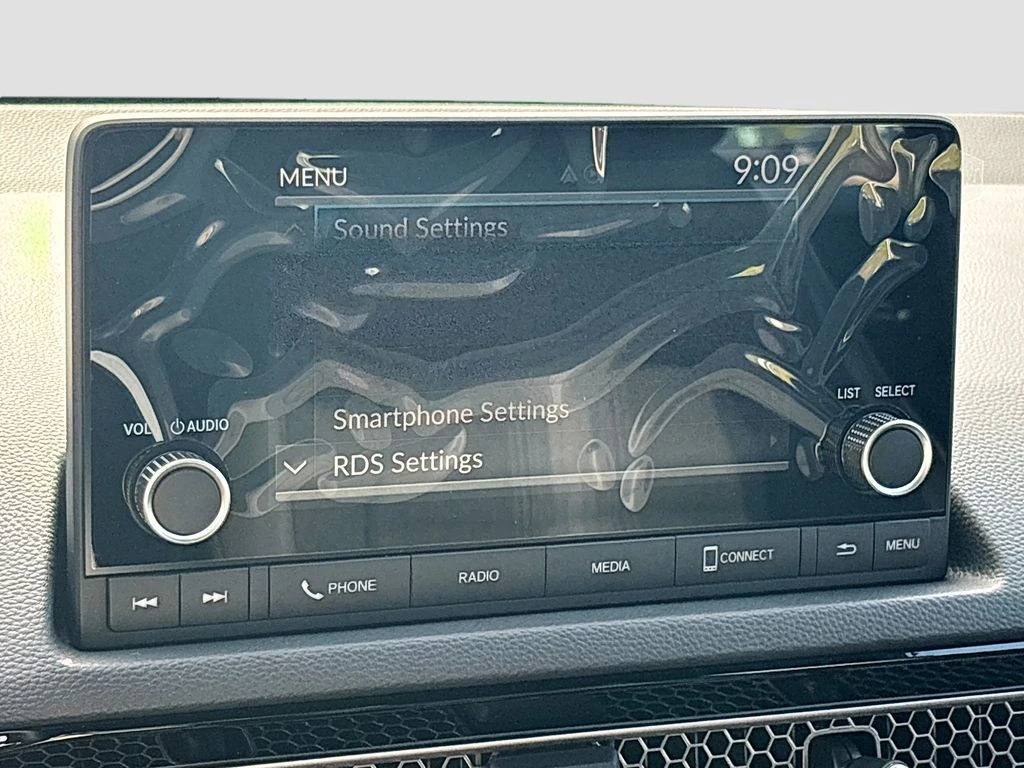 MENU 9:09
Sound Settings
LIST SELECT
Smartphone Settings
VOL AUDIO
RDS Settings
PHONE RADIO MEDIA CONNECT MENU